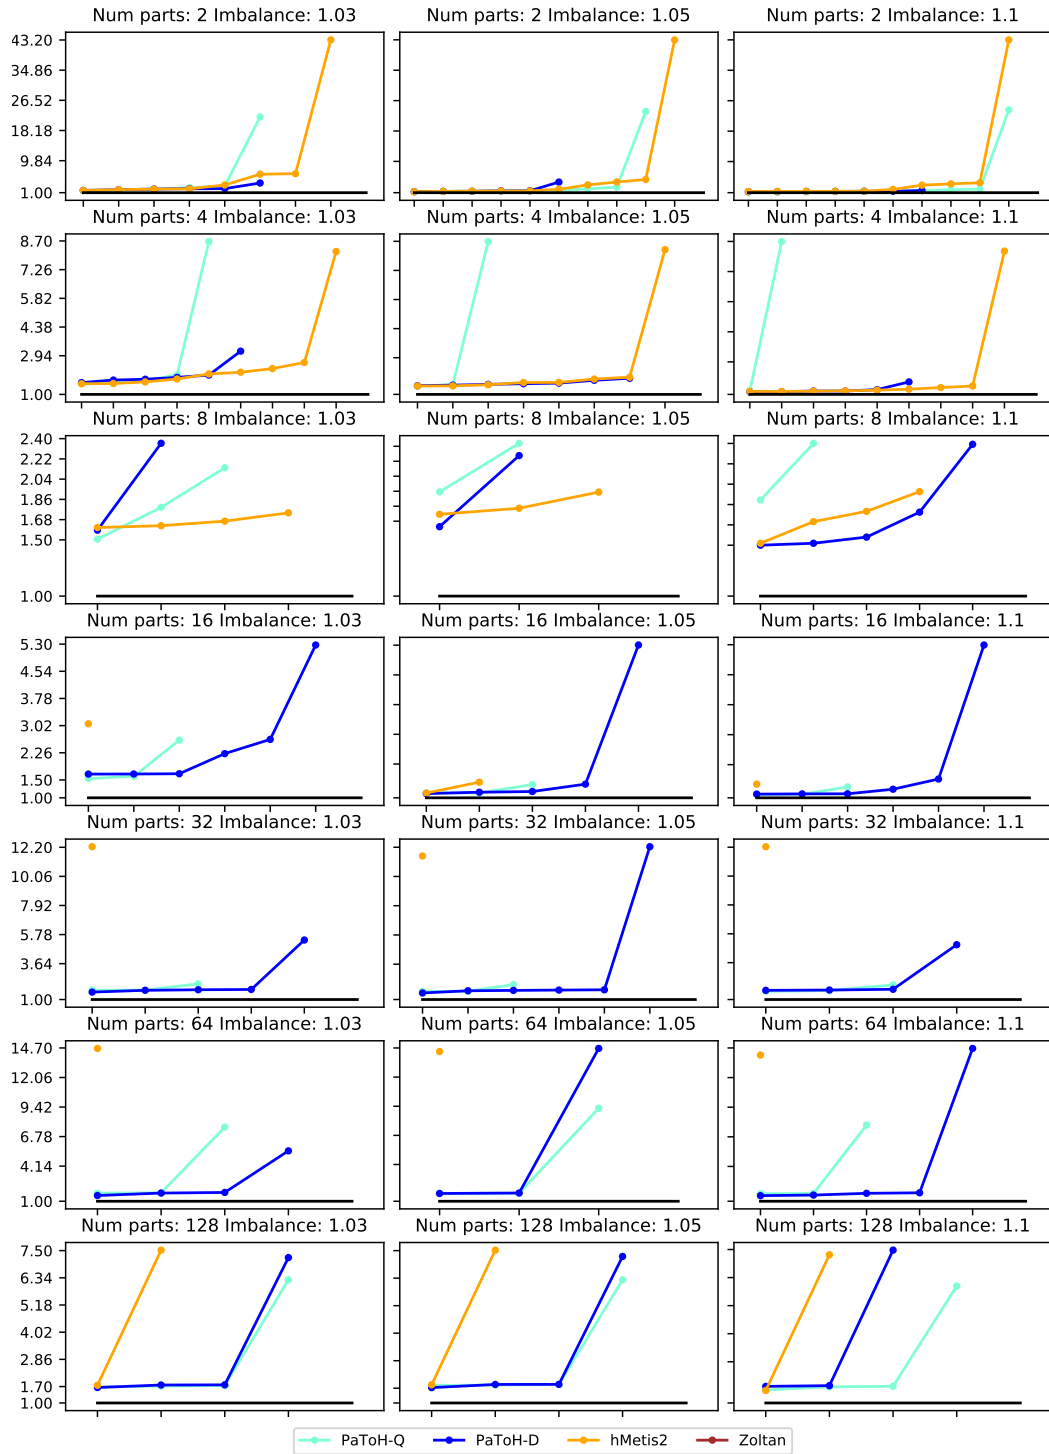 Num parts: 2 Imbalance: 1.03
Num parts: 2 Imbalance: 1.05
Num parts: 2 Imbalance: 1.1
43.20
34.86
26.52
18.18
9.84
1.00
Num parts: 4 Imbalance: 1.03
Num parts: 4 Imbalance: 1.05
Num parts: 4 Imbalance: 1.1
8.70
7.26
5.82
4.38
2.94
1.00
Num parts: 8 Imbalance: 1.03
Num parts: 8 Imbalance: 1.05
Num parts: 8 Imbalance: 1.1
2.40
2.22
2.04
1.86
1.68
1.50
1.00
Num parts: 16 Imbalance: 1.03
Num parts: 16 Imbalance: 1.05
Num parts: 16 Imbalance: 1.1
5.30
4.54
3.78
3.02
2.26
1.50
1.00
Num parts: 32 Imbalance: 1.03
Num parts: 32 Imbalance: 1.05
Num parts: 32 Imbalance: 1.1
12.20
10.06
7.92
5.78
3.64
1.00
Num parts: 64 Imbalance: 1.03
Num parts: 64 Imbalance: 1.05
Num parts: 64 Imbalance: 1.1
14.70
12.06
9.42
6.78
4.14
1.00
Num parts: 128 Imbalance: 1.03
Num parts: 128 Imbalance: 1.05
Num parts: 128 Imbalance: 1.1
7.50
6.34
5.18
4.02
2.86
1.70
1.00
PaToH-Q PaToH-D hMetis2 Zoltan